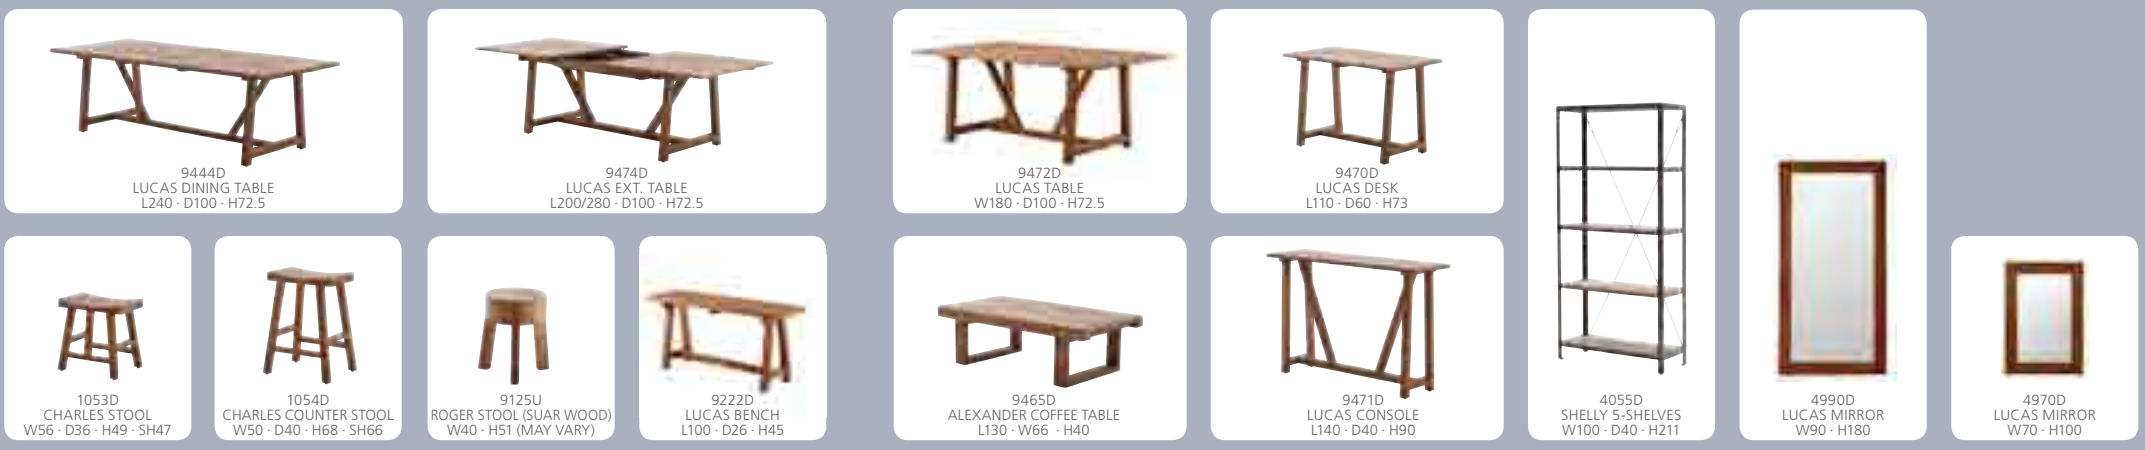 9444D
LUCAS DINING TABLE
L240 · D100 · H72.5
9474D
LUCAS EXT. TABLE
L200/280 · D100 · H72.5
9472D
LUCAS TABLE
W180 · D100 · H72.5
9470D
LUCAS DESK
L110 · D60 · H73
1053D
CHARLES STOOL
W56 · D36 · H49 · SH47
1054D
CHARLES COUNTER STOOL
W50 · D40 · H68 · SH66
9125U
ROGER STOOL (SUAR WOOD)
W40 · H51 (MAY VARY)
9222D
LUCAS BENCH
L100 · D26 · H45
9465D
ALEXANDER COFFEE TABLE
L130 · W66 · H40
9471D
LUCAS CONSOLE
L140 · D40 · H90
4055D
SHELLY 5-SHELVES
W100 · D40 · H211
4990D
LUCAS MIRROR
W90 · H180
4970D
LUCAS MIRROR
W70 · H100